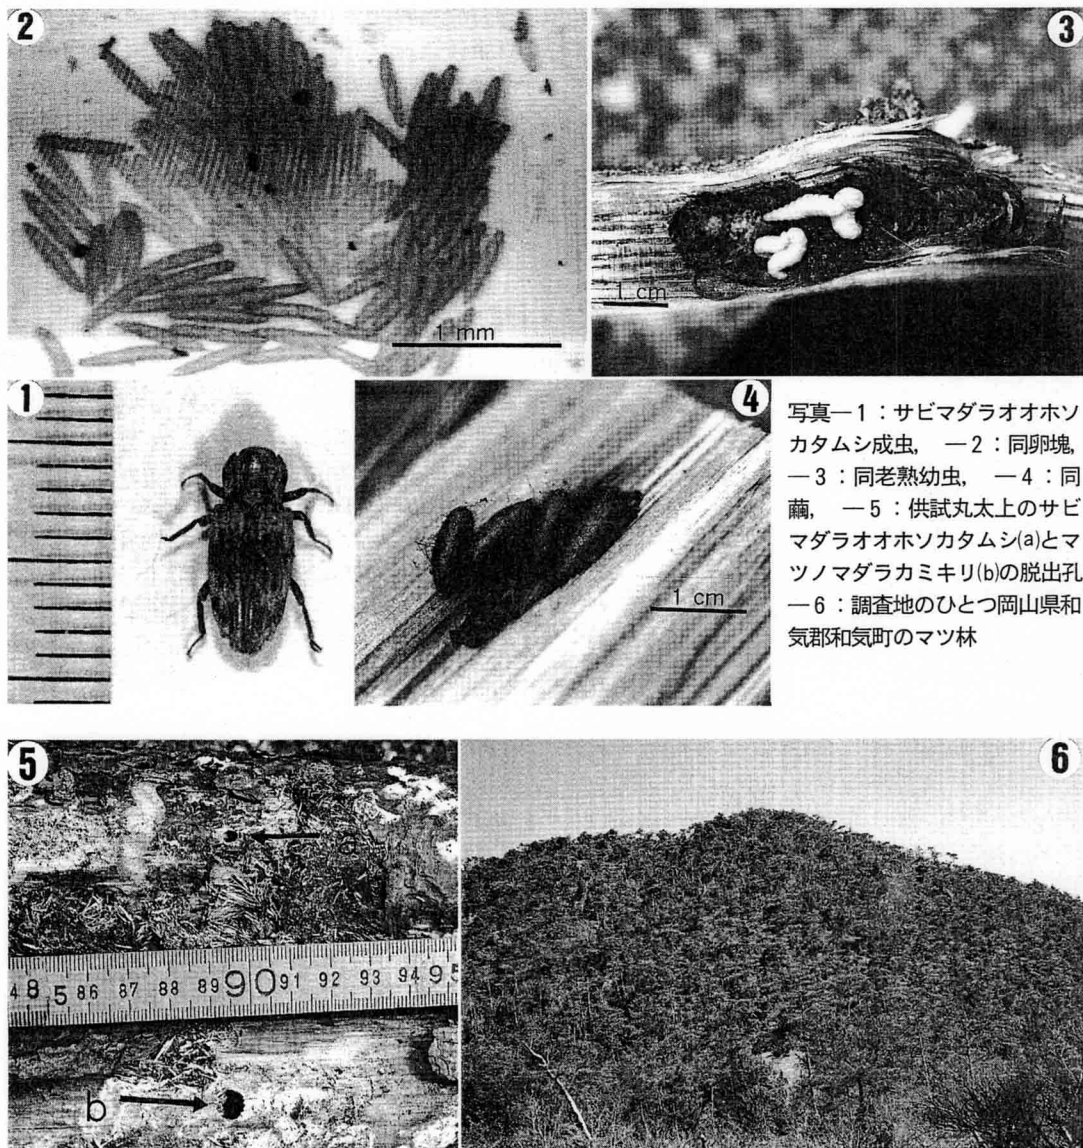 2
1 mm
3
1 cm
1
4
1 cm
写真―1：サビマダラオオホソ
カタムシ成虫，―2：同卵塊，
―3：同老熟幼虫，―4：同
繭，―5：供試丸太上のサビ
マダラオオホソカタムシ(a)とマ
ツノマダラカミキリ(b)の脱出孔
―6：調査地のひとつ岡山県和
気郡和気町のマツ林
5
a
4 8 5 86 87 88 89 90 91 92 93 94 95
b
6